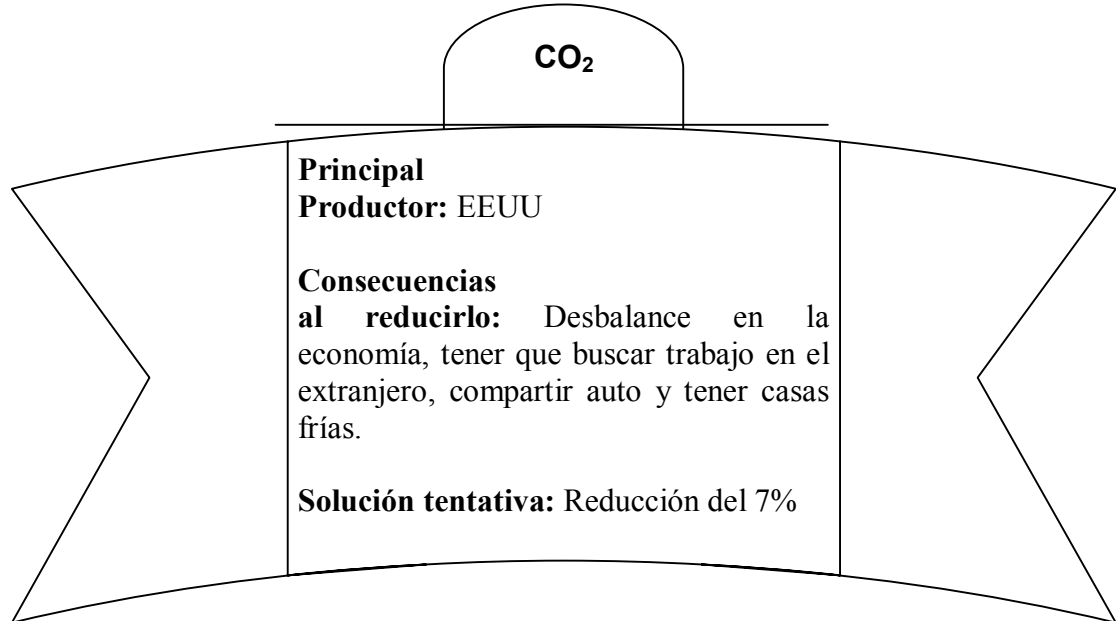 CO₂
Principal
Productor: EEUU
Consecuencias
al reducirlo: Desbalance en la
economía, tener que buscar trabajo en el
extranjero, compartir auto y tener casas
frías.
Solución tentativa: Reducción del 7%